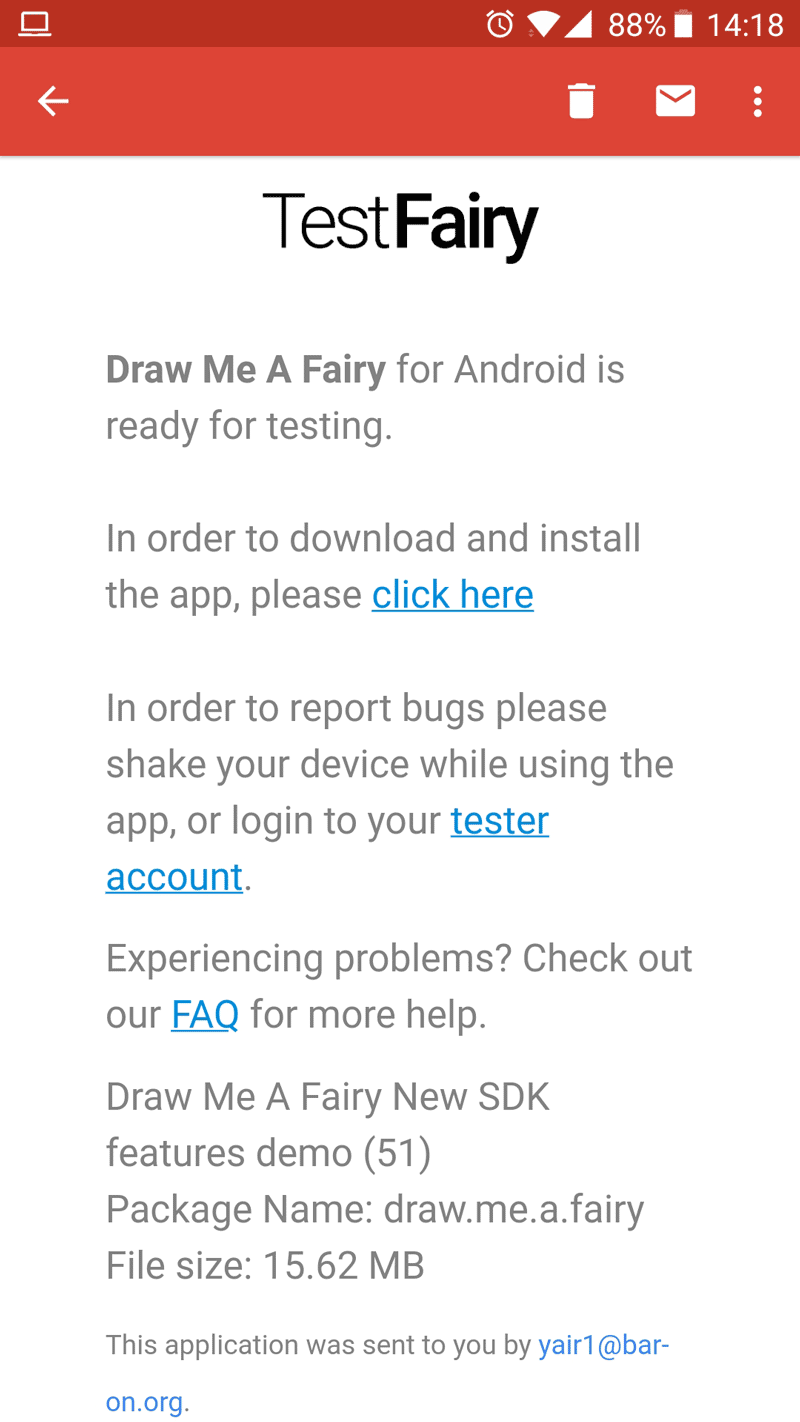 88% 14:18
TestFairy
Draw Me A Fairy for Android is
ready for testing.
In order to download and install
the app, please click here
In order to report bugs please
shake your device while using the
app, or login to your tester
account.
Experiencing problems? Check out
our FAQ for more help.
Draw Me A Fairy New SDK
features demo (51)
Package Name: draw.me.a.fairy
File size: 15.62 MB
This application was sent to you by yair1@bar-
on.org.